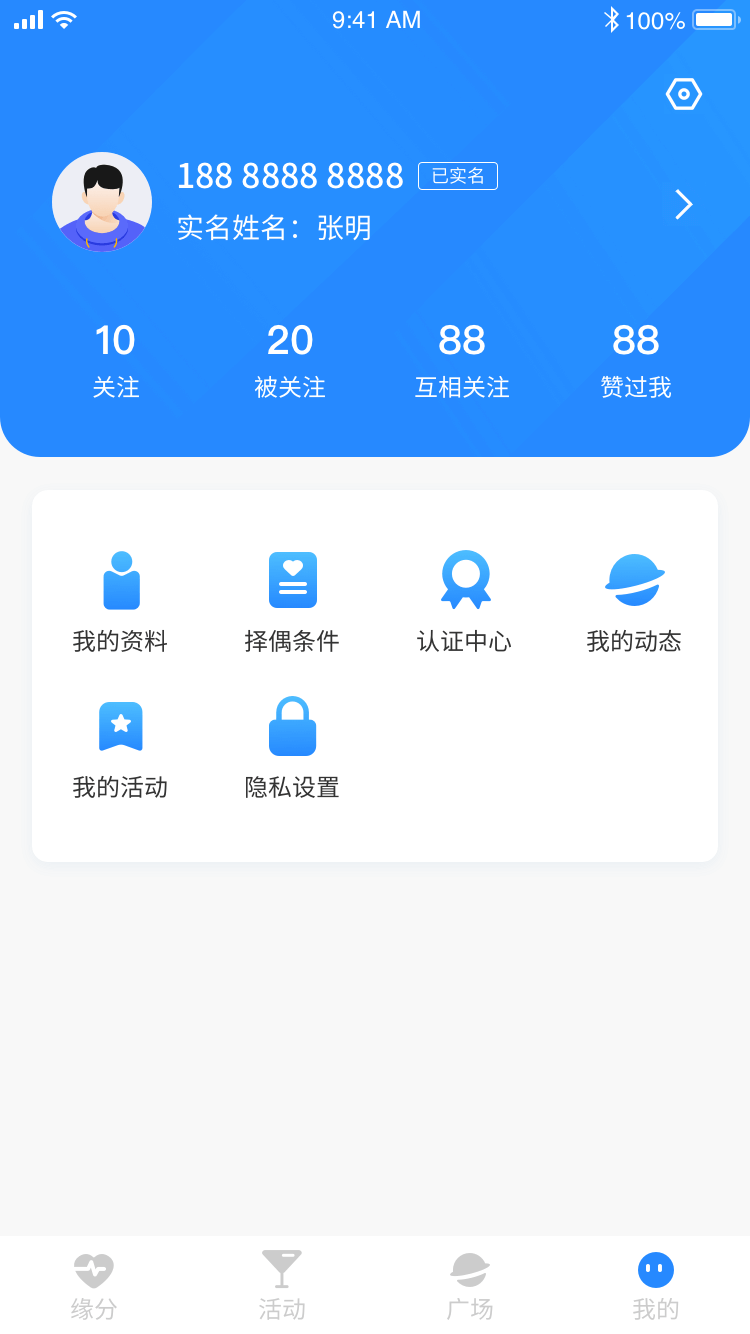 9:41 AM 100%
188 8888 8888 已实名
实名姓名：张明
10 20 88 88
关注 被关注 互相关注 赞过我
我的资料 择偶条件 认证中心 我的动态
我的活动 隐私设置
缘分 活动 广场 我的